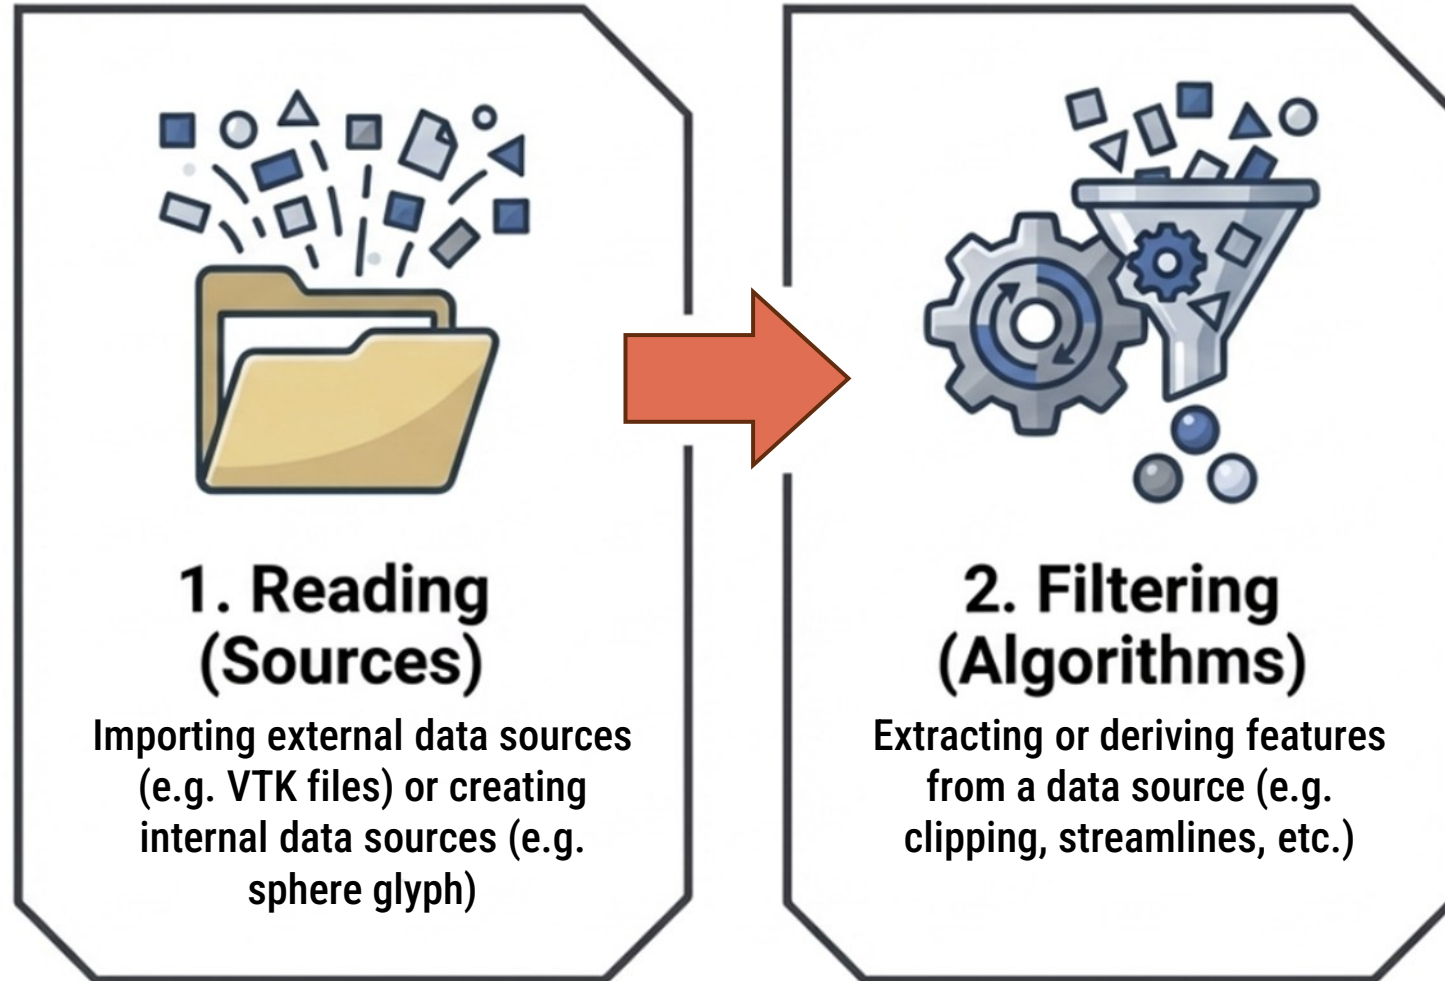 1. Reading
(Sources)
Importing external data sources
(e.g. VTK files) or creating
internal data sources (e.g.
sphere glyph)
2. Filtering
(Algorithms)
Extracting or deriving features
from a data source (e.g.
clipping, streamlines, etc.)